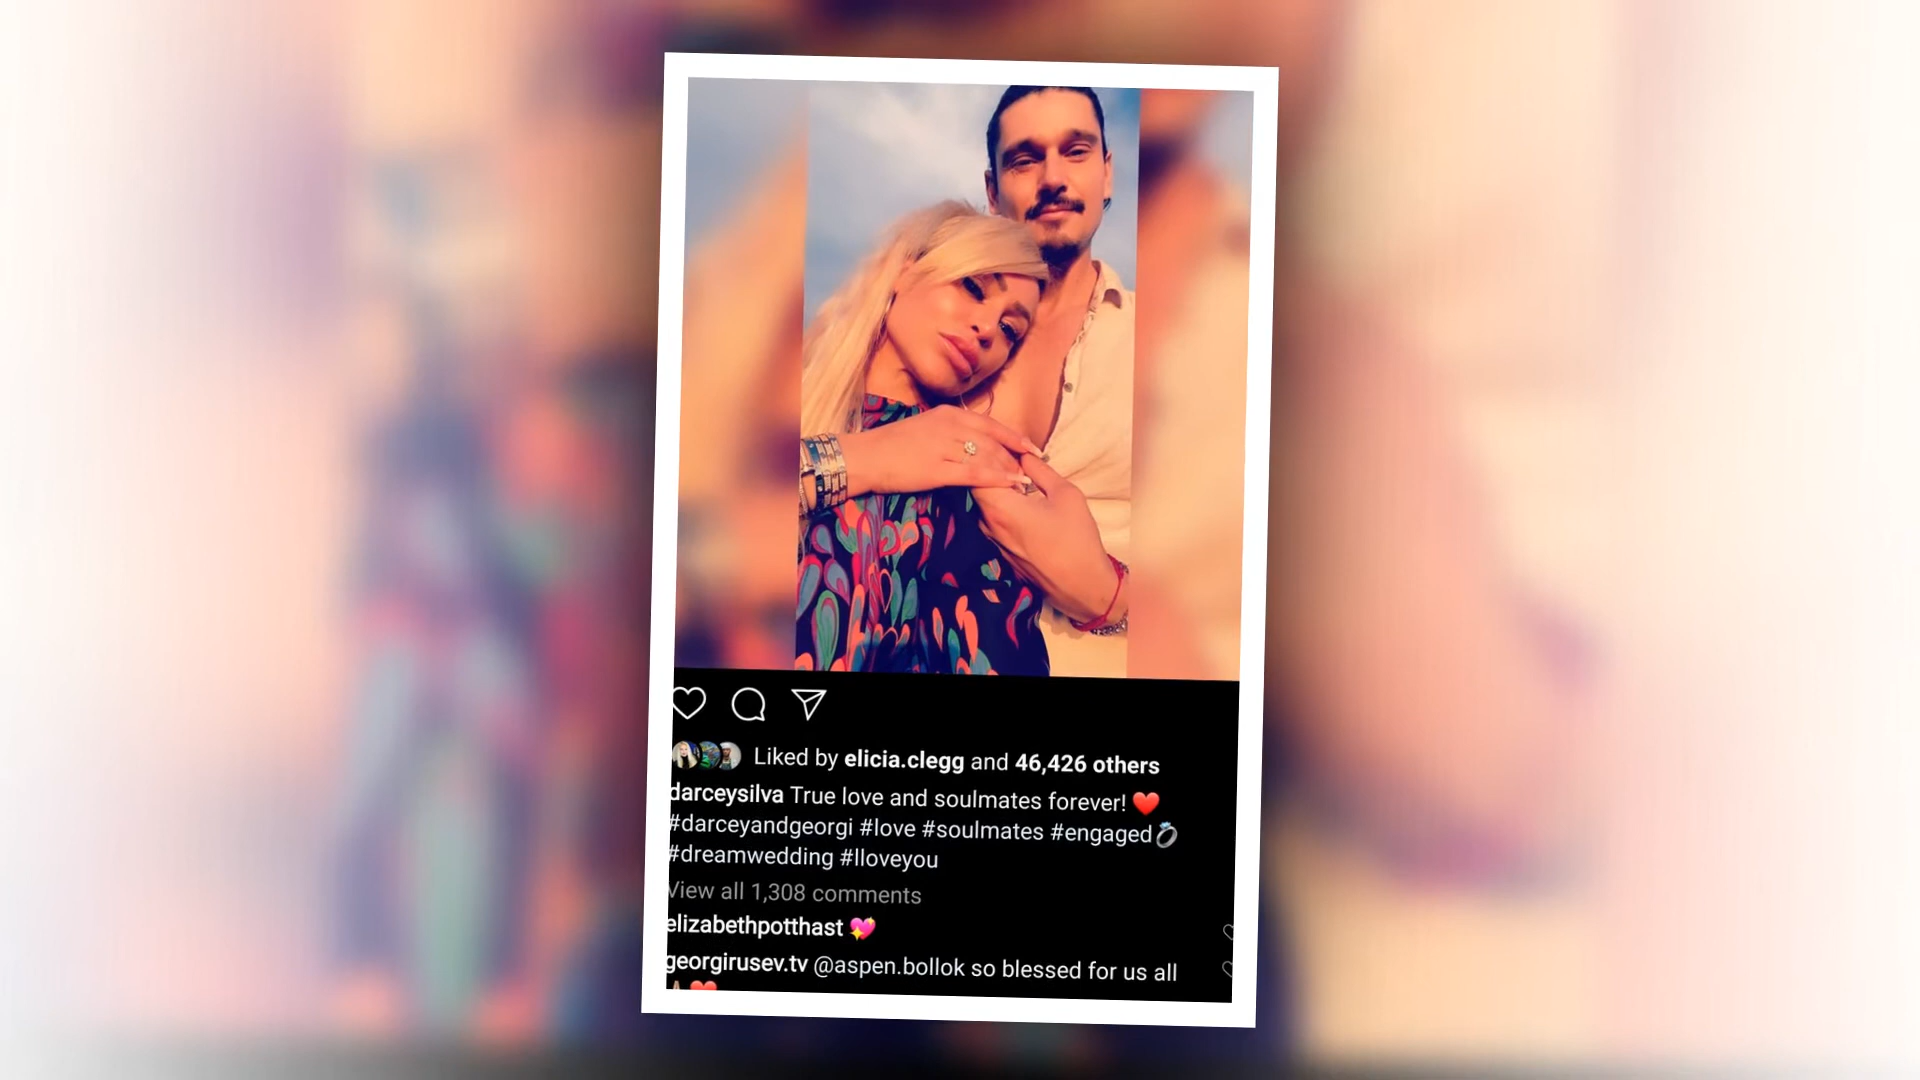 Liked by elicia.clegg and 46,426 others
darceysilva True love and soulmates forever! ❤️
#darceyandgeorgi #love #soulmates #engaged💍
#dreamwedding #Iloveyou
View all 1,308 comments
elizabethpotthast 💖
georgirusev.tv @aspen.bollok so blessed for us all
❤️